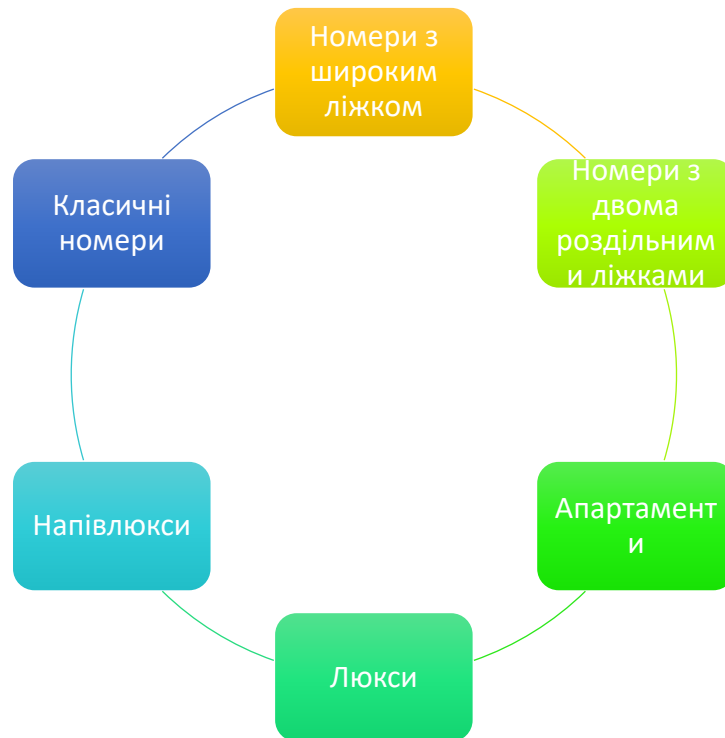 Номери з
широким
ліжком
Номери з
двома
роздільним
и ліжками
Апартамент
и
Люкси
Напівлюкси
Класичні
номери